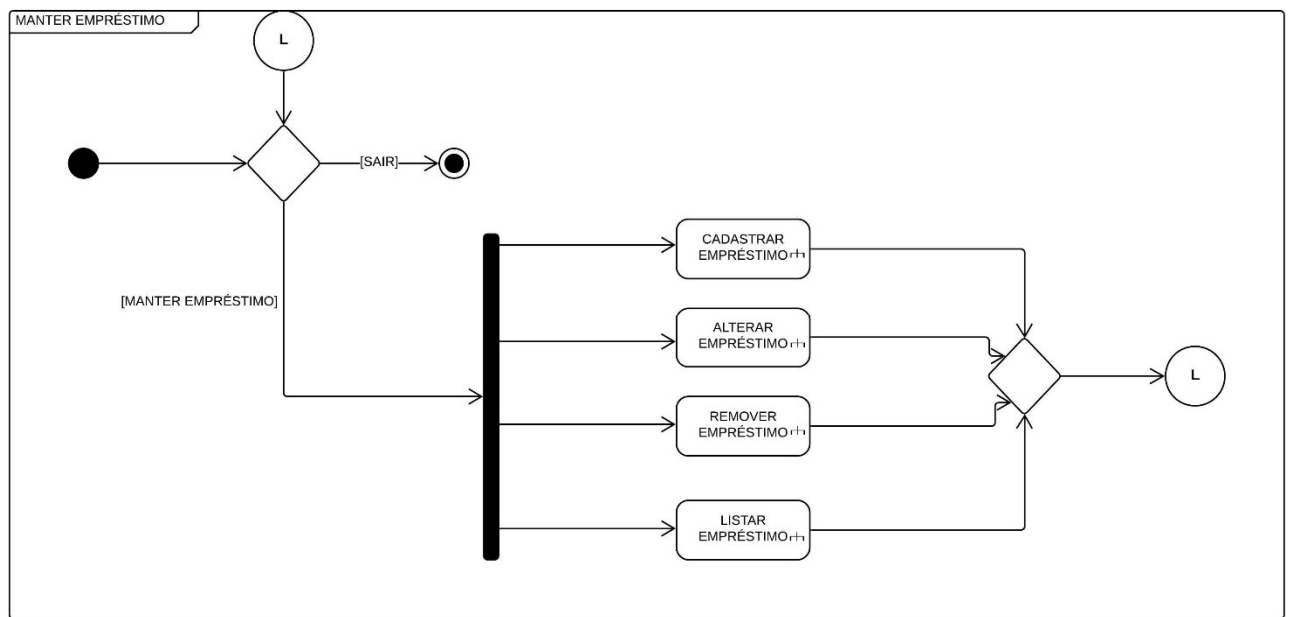 MANTER EMPRÉSTIMO
L
[SAIR]
[MANTER EMPRÉSTIMO]
CADASTRAR
EMPRÉSTIMO
ALTERAR
EMPRÉSTIMO
REMOVER
EMPRÉSTIMO
LISTAR
EMPRÉSTIMO
L